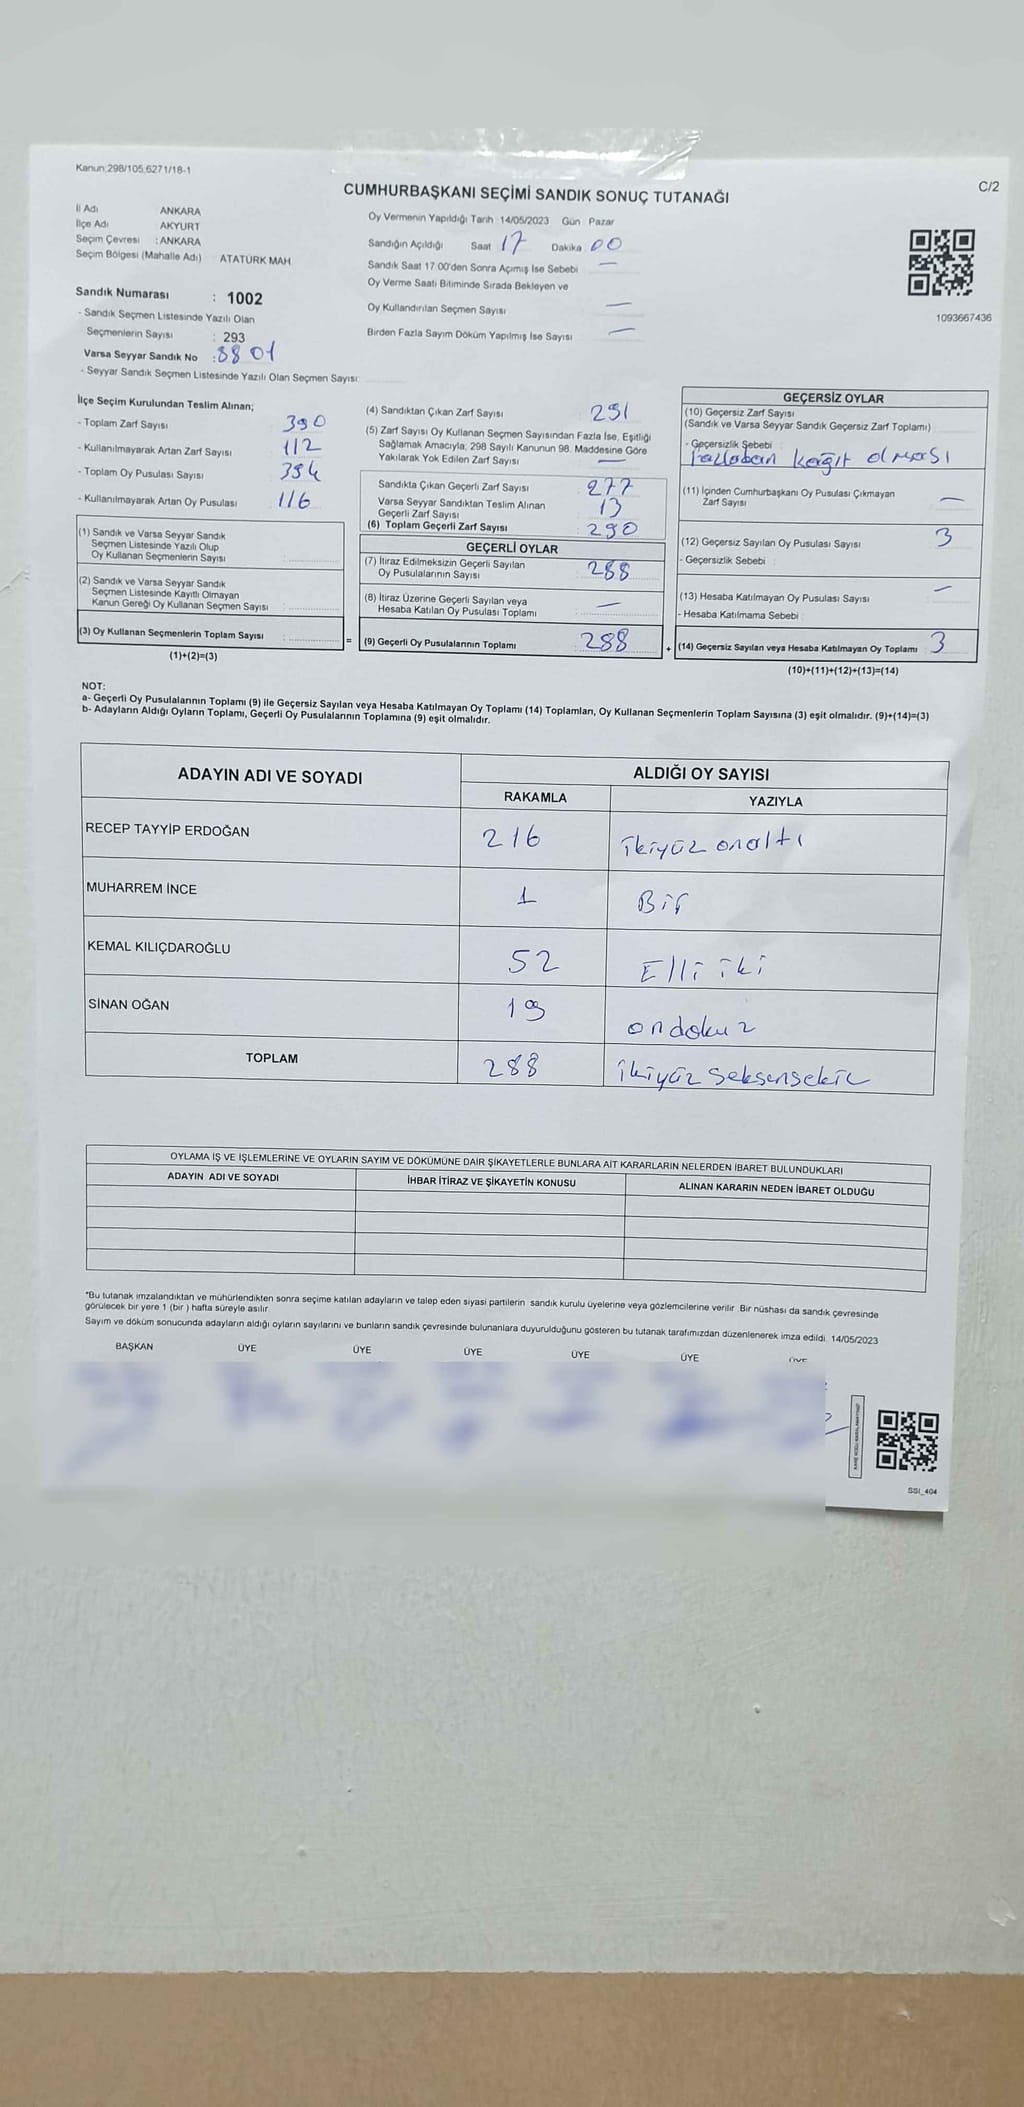 Kanun:298/105,6271/18-1
C/2
CUMHURBAŞKANI SEÇİMİ SANDIK SONUÇ TUTANAĞI
İl Adı ANKARA
İlçe Adı AKYURT
Seçim Çevresi : ANKARA
Seçim Bölgesi (Mahalle Adı) ATATÜRK MAH.
Oy Vermenin Yapıldığı Tarih : 14/05/2023 Gün : Pazar
Sandığın Açıldığı Saat 17 Dakika 00
Sandık Saat 17:00'den Sonra Açımış İse Sebebi —
Oy Verme Saati Bitiminde Sırada Bekleyen ve
Oy Kullandırılan Seçmen Sayısı —
Birden Fazla Sayım Döküm Yapılmış İse Sayısı —
1093667436
Sandık Numarası : 1002
- Sandık Seçmen Listesinde Yazılı Olan
Seçmenlerin Sayısı : 293
Varsa Seyyar Sandık No : 8801
- Seyyar Sandık Seçmen Listesinde Yazılı Olan Seçmen Sayısı:
İlçe Seçim Kurulundan Teslim Alınan;
- Toplam Zarf Sayısı 390
- Kullanılmayarak Artan Zarf Sayısı 112
- Toplam Oy Pusulası Sayısı 394
- Kullanılmayarak Artan Oy Pusulası 116
(1) Sandık ve Varsa Seyyar Sandık
Seçmen Listesinde Yazılı Olup
Oy Kullanan Seçmenlerin Sayısı :
(2) Sandık ve Varsa Seyyar Sandık
Seçmen Listesinde Kayıtlı Olmayan
Kanun Gereği Oy Kullanan Seçmen Sayısı :
(3) Oy Kullanan Seçmenlerin Toplam Sayısı : =
(1)+(2)=(3)
(4) Sandıktan Çıkan Zarf Sayısı 291
(5) Zarf Sayısı Oy Kullanan Seçmen Sayısından Fazla İse, Eşitliği
Sağlamak Amacıyla; 298 Sayılı Kanunun 98. Maddesine Göre
Yakılarak Yok Edilen Zarf Sayısı —
Sandıkta Çıkan Geçerli Zarf Sayısı 277
Varsa Seyyar Sandıktan Teslim Alınan
Geçerli Zarf Sayısı 13
(6) Toplam Geçerli Zarf Sayısı 290
GEÇERLİ OYLAR
(7) İtiraz Edilmeksizin Geçerli Sayılan
Oy Pusulalarının Sayısı 288
(8) İtiraz Üzerine Geçerli Sayılan veya
Hesaba Katılan Oy Pusulası Toplamı —
(9) Geçerli Oy Pusulalarının Toplamı 288 +
GEÇERSİZ OYLAR
(10) Geçersiz Zarf Sayısı
(Sandık ve Varsa Seyyar Sandık Geçersiz Zarf Toplamı)
- Geçersizlik Sebebi :
kağıt olması
(11) İçinden Cumhurbaşkanı Oy Pusulası Çıkmayan
Zarf Sayısı —
(12) Geçersiz Sayılan Oy Pusulası Sayısı 3
- Geçersizlik Sebebi :
(13) Hesaba Katılmayan Oy Pusulası Sayısı —
- Hesaba Katılmama Sebebi :
(14) Geçersiz Sayılan veya Hesaba Katılmayan Oy Toplamı : 3
(10)+(11)+(12)+(13)=(14)
NOT:
a- Geçerli Oy Pusulalarının Toplamı (9) ile Geçersiz Sayılan veya Hesaba Katılmayan Oy Toplamı (14) Toplamları, Oy Kullanan Seçmenlerin Toplam Sayısına (3) eşit olmalıdır. (9)+(14)=(3)
b- Adayların Aldığı Oyların Toplamı, Geçerli Oy Pusulalarının Toplamına (9) eşit olmalıdır.
ADAYIN ADI VE SOYADI ALDIĞI OY SAYISI
RAKAMLA YAZIYLA
RECEP TAYYİP ERDOĞAN 216 ikiyüz onaltı
MUHARREM İNCE 1 Bir
KEMAL KILIÇDAROĞLU 52 Elli iki
SİNAN OĞAN 19 ondokuz
TOPLAM 288 ikiyüz seksensekiz
OYLAMA İŞ VE İŞLEMLERİNE VE OYLARIN SAYIM VE DÖKÜMÜNE DAİR ŞİKAYETLERLE BUNLARA AİT KARARLARIN NELERDEN İBARET BULUNDUKLARI
ADAYIN ADI VE SOYADI İHBAR İTİRAZ VE ŞİKAYETİN KONUSU ALINAN KARARIN NEDEN İBARET OLDUĞU
*Bu tutanak imzalandıktan ve mühürlendikten sonra seçime katılan adayların ve talep eden siyasi partilerin sandık kurulu üyelerine veya gözlemcilerine verilir. Bir nüshası da sandık çevresinde
görülecek bir yere 1 (bir ) hafta süreyle asılır.
Sayım ve döküm sonucunda adayların aldığı oyların sayılarını ve bunların sandık çevresinde bulunanlara duyurulduğunu gösteren bu tutanak tarafımızdan düzenlenerek imza edildi. 14/05/2023
BAŞKAN ÜYE ÜYE ÜYE ÜYE ÜYE ÜYE
SSI_404